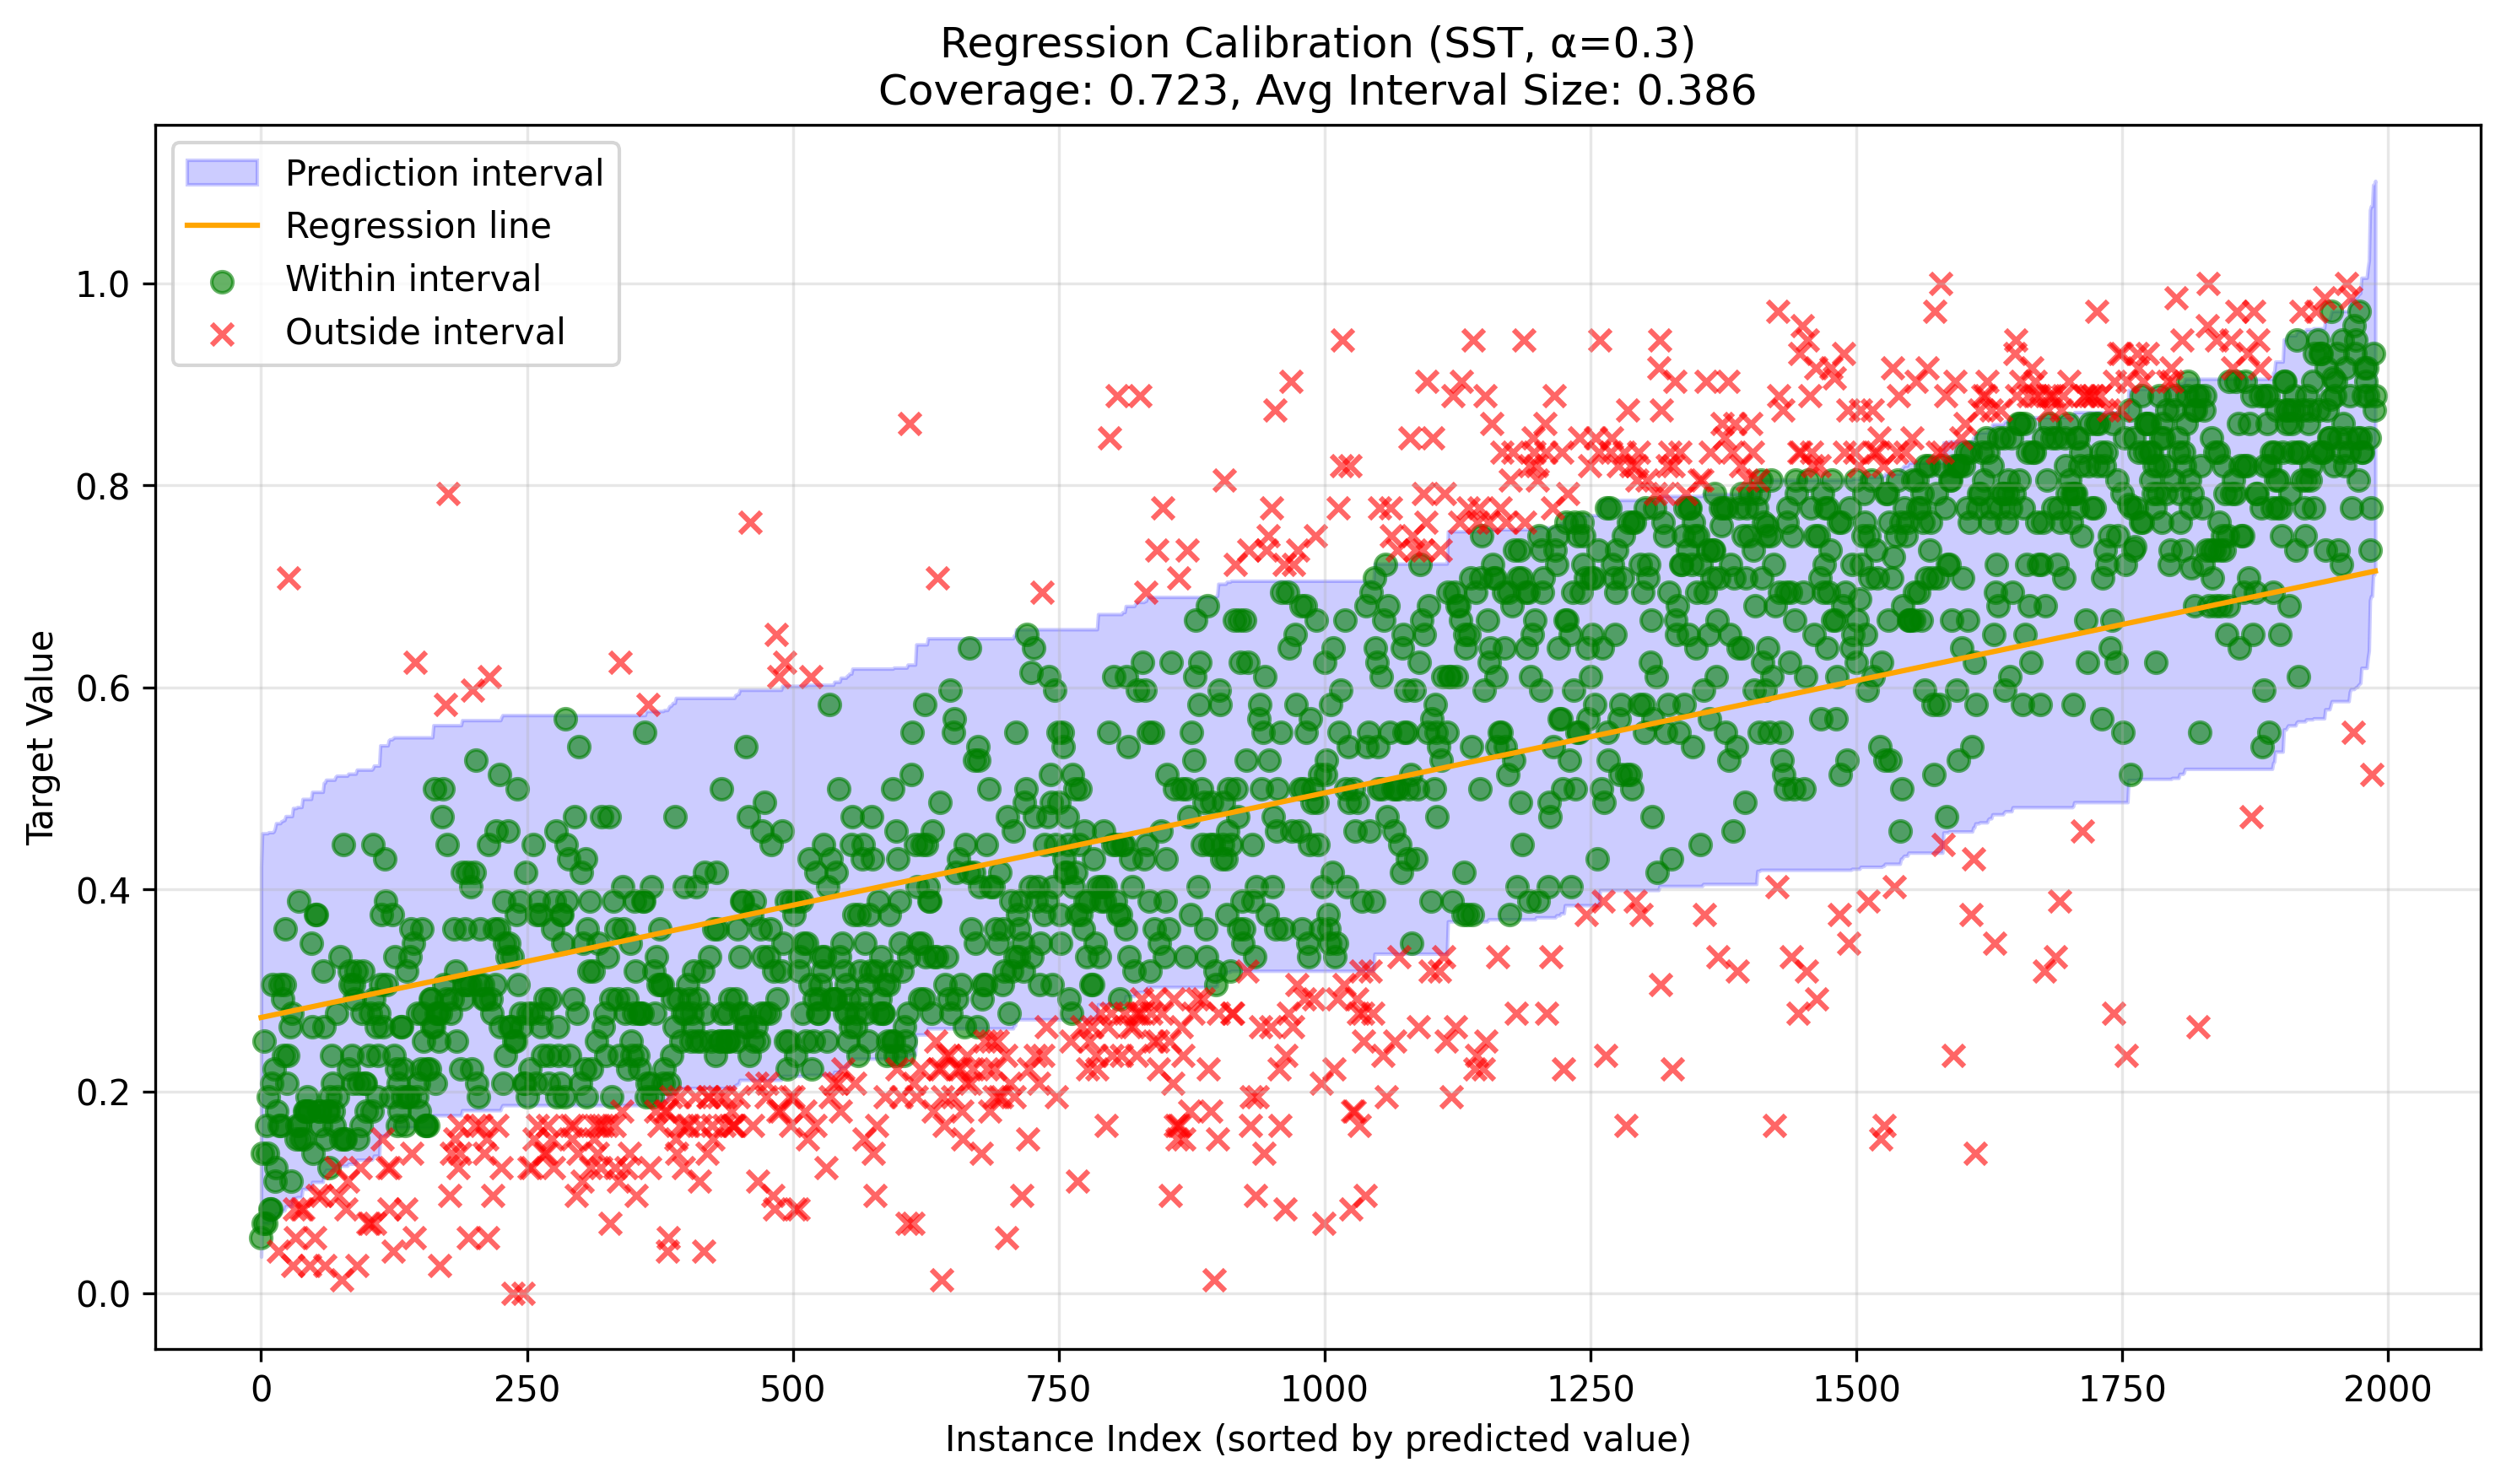 Regression Calibration (SST, α=0.3)
Coverage: 0.723, Avg Interval Size: 0.386
Prediction interval
Regression line
Within interval
Outside interval
Target Value
1.0
0.8
0.6
0.4
0.2
0.0
0 250 500 750 1000 1250 1500 1750 2000
Instance Index (sorted by predicted value)